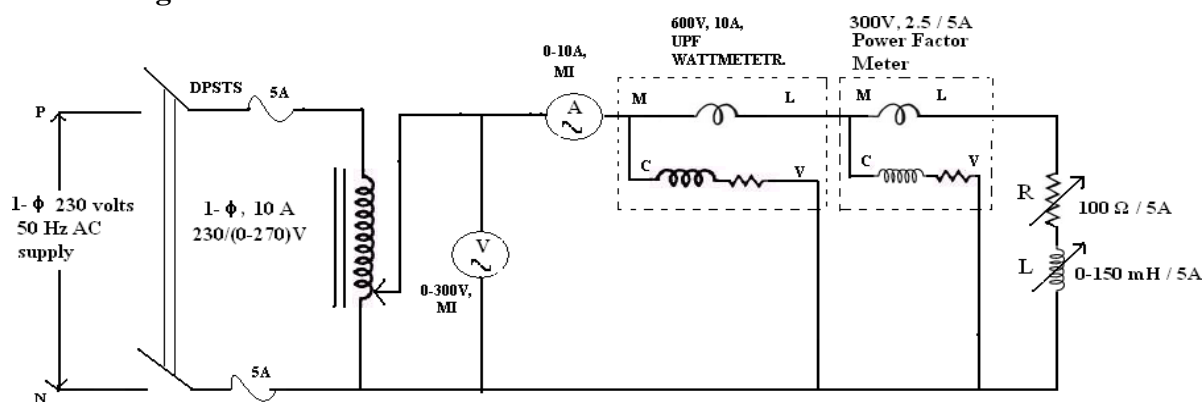 g
600V, 10A,
UPF
WATTMETETR.
300V, 2.5 / 5A
Power Factor
Meter
0-10A,
MI
DPSTS
5A
P
A
M
L
M
L
C
V
C
V
1- ϕ 230 volts
50 Hz AC
supply
1- ϕ, 10 A
230/(0-270)V
V
0-300V,
MI
R
100 Ω / 5A
L
0-150 mH / 5A
5A
N